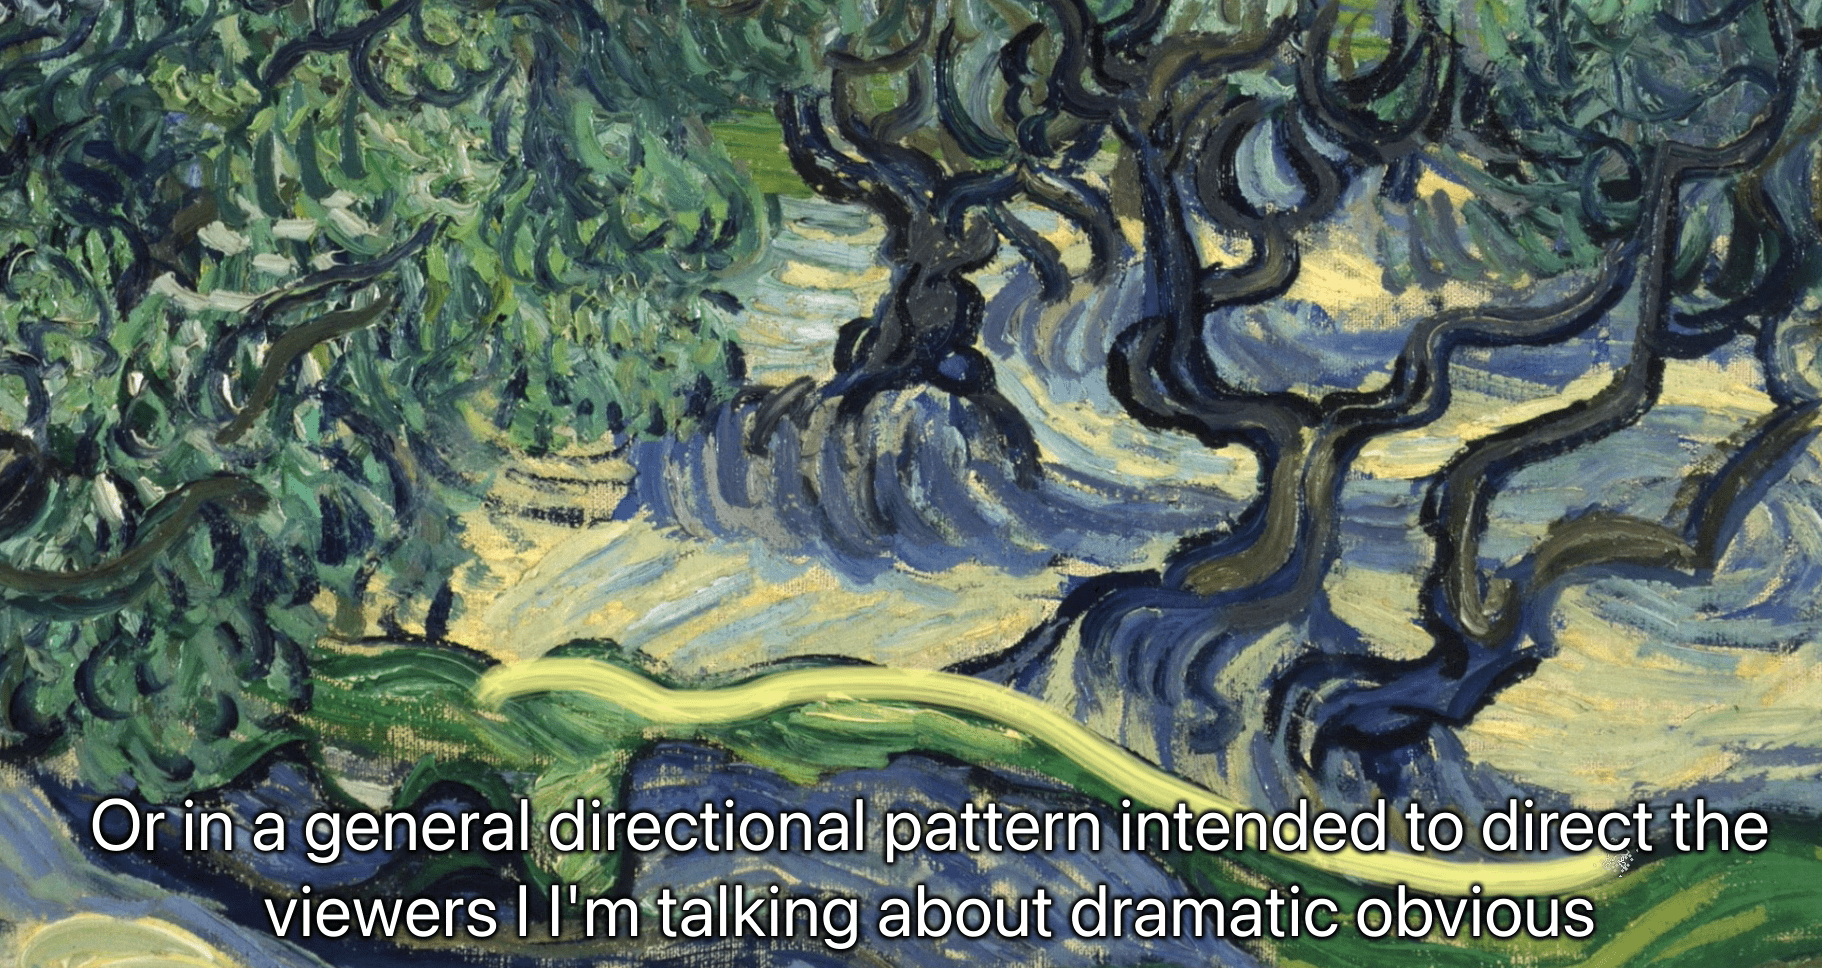 Or in a general directional pattern intended to direct the
viewers I I'm talking about dramatic obvious